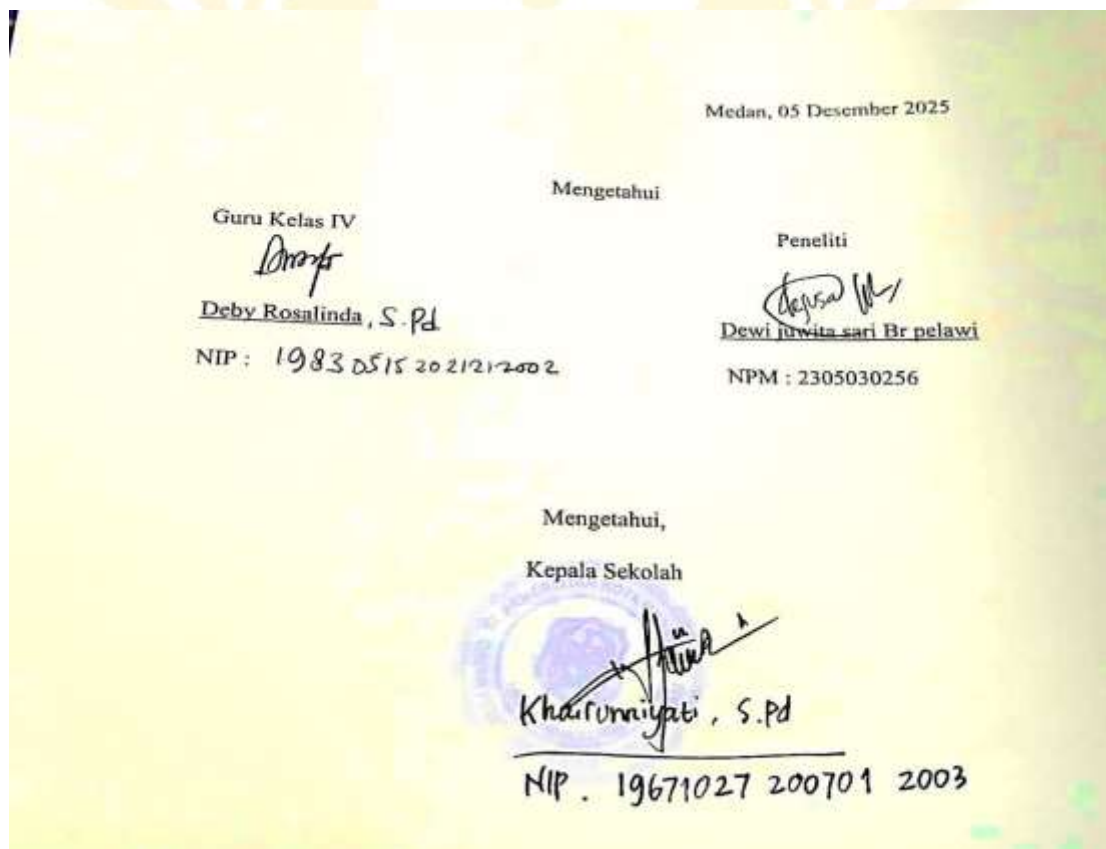 Medan, 05 Desember 2025
Mengetahui
Guru Kelas IV
Peneliti
Deby Rosalinda, S.Pd
Dewi juwita sari Br pelawi
NIP : 19830515 202121 2002
NPM : 2305030256
Mengetahui,
Kepala Sekolah
Khairunniyati, S.Pd
NIP. 19671027 200701 2003